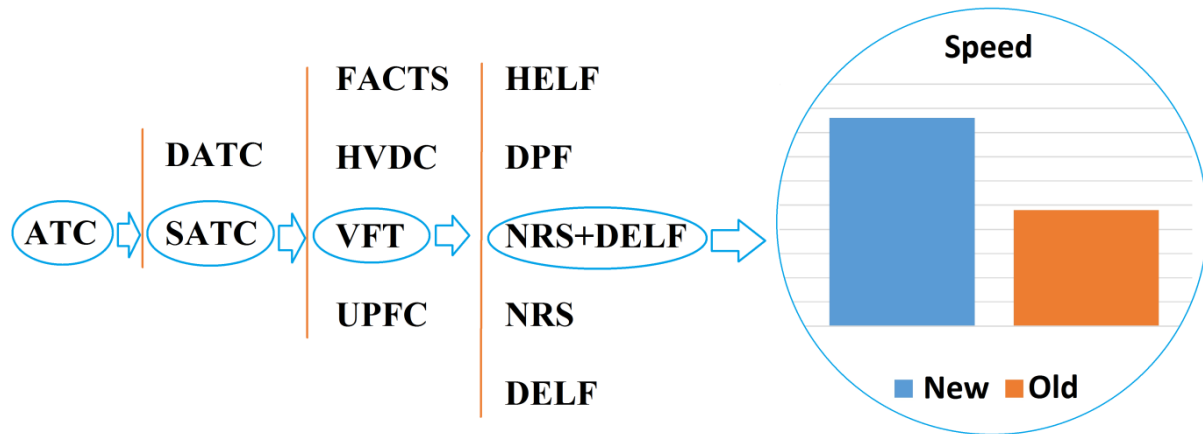 ATC
DATC
SATC
FACTS
HVDC
VFT
UPFC
HELF
DPF
NRS+DELF
NRS
DELF
Speed
New
Old